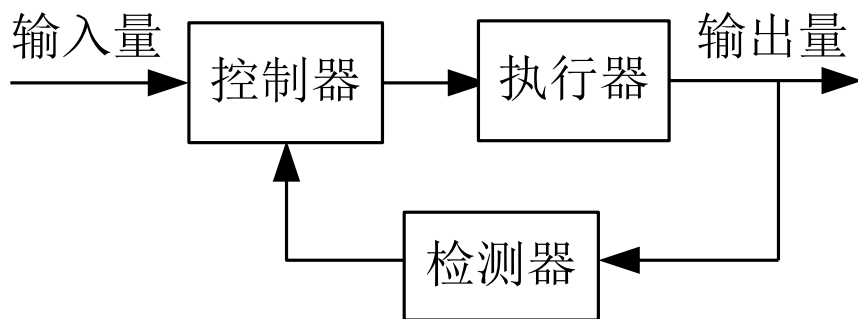 输入量
控制器
执行器
输出量
检测器